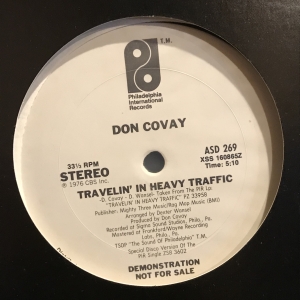 T.M.
Philadelphia
International
Records
DON COVAY
33⅓ RPM
STEREO
℗ 1976 CBS Inc.
ASD 269
XSS 160865Z
Time: 5:10
TRAVELIN' IN HEAVY TRAFFIC
-D. Covay - D. Wansel- Taken From The PIR Lp
"TRAVELIN' IN HEAVY TRAFFIC" PZ 33958
Publisher: Mighty Three Music/Rag Mop Music (BMI)
Arranged by Dexter Wansel
Produced by Don Covay
Recorded at Sigma Sound Studios, Phila., Pa.
Mastered at Frankford/Wayne Recording
Labs, Phila., Pa.
TSOP "The Sound Of Philadelphia" T.M.
Special Disco Version Of The
PIR Single ZS8 3602
DEMONSTRATION
NOT FOR SALE